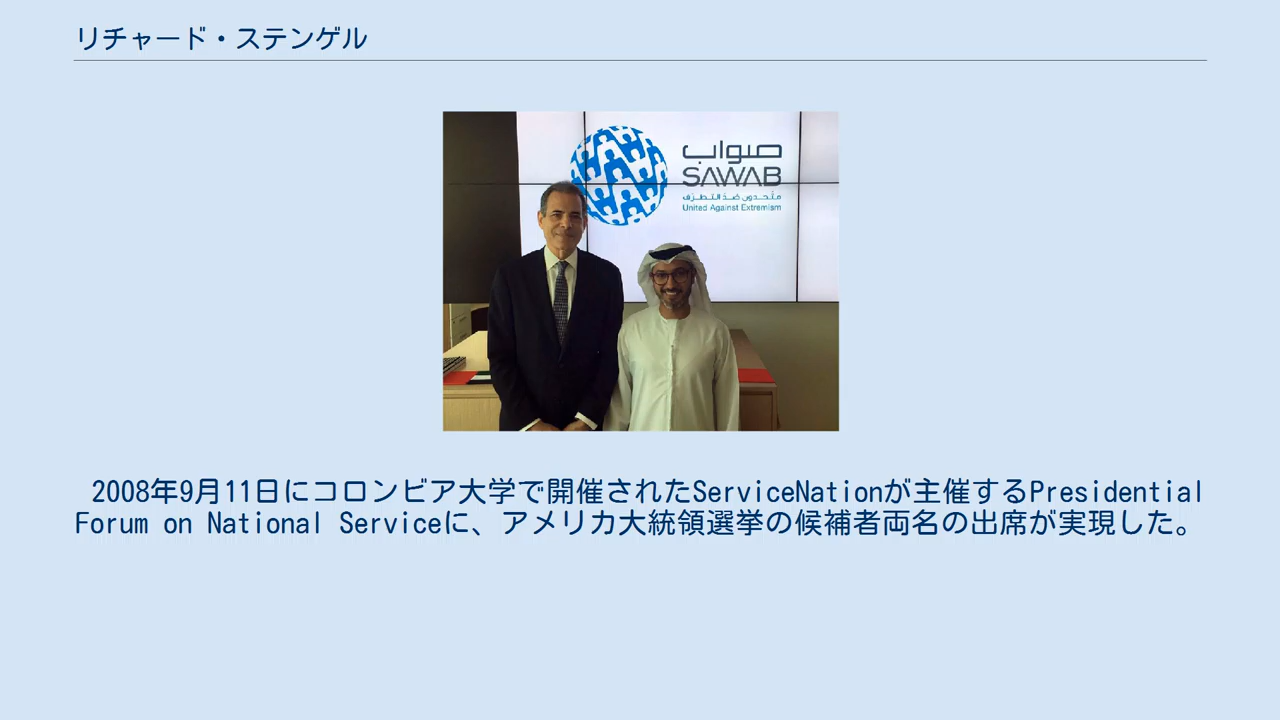 リチャード・ステンゲル
صواب
SAWAB
متّحدون ضدّ التطرّف
United Against Extremism
2008年9月11日にコロンビア大学で開催されたServiceNationが主催するPresidential
Forum on National Serviceに、アメリカ大統領選挙の候補者両名の出席が実現した。